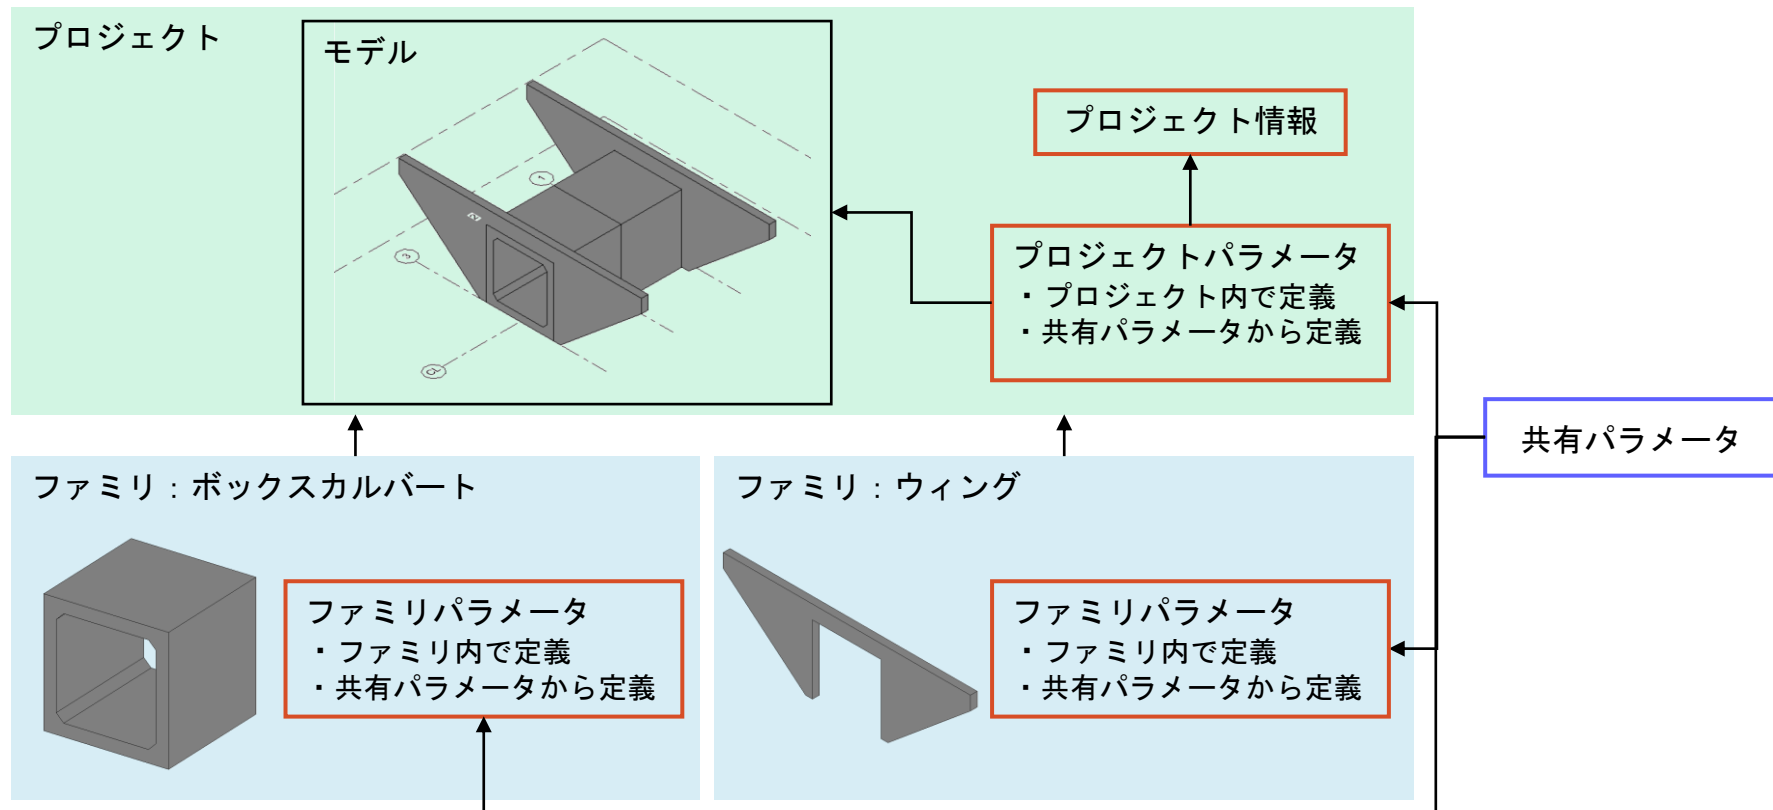 プロジェクト
モデル
プロジェクト情報
プロジェクトパラメータ
・プロジェクト内で定義
・共有パラメータから定義
1
3
共有パラメータ
ファミリ：ボックスカルバート
ファミリパラメータ
・ファミリ内で定義
・共有パラメータから定義
ファミリ：ウィング
ファミリパラメータ
・ファミリ内で定義
・共有パラメータから定義